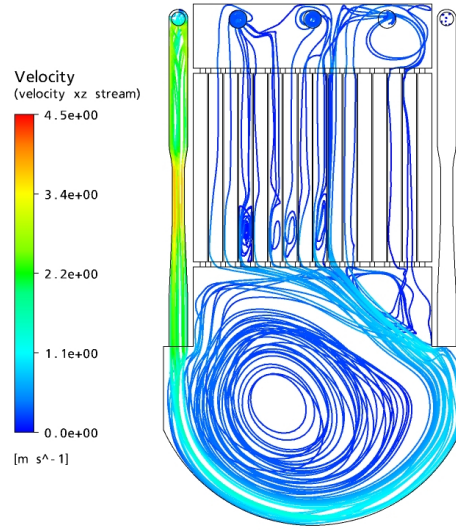 Velocity
(velocity xz stream)
4.5e+00
3.4e+00
2.2e+00
1.1e+00
0.0e+00
[m s^-1]